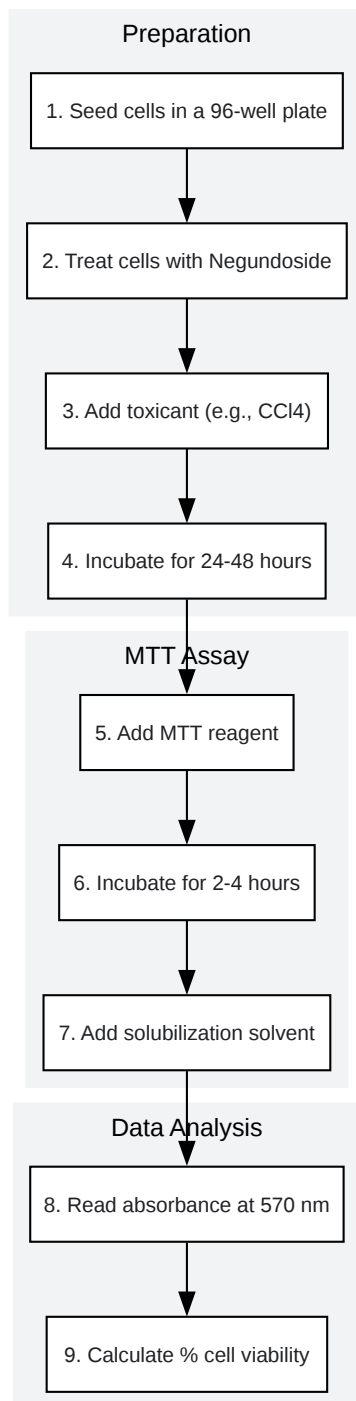 Preparation
1. Seed cells in a 96-well plate
2. Treat cells with Negundoside
3. Add toxicant (e.g., CCl4)
4. Incubate for 24-48 hours
MTT Assay
5. Add MTT reagent
6. Incubate for 2-4 hours
7. Add solubilization solvent
Data Analysis
8. Read absorbance at 570 nm
9. Calculate % cell viability